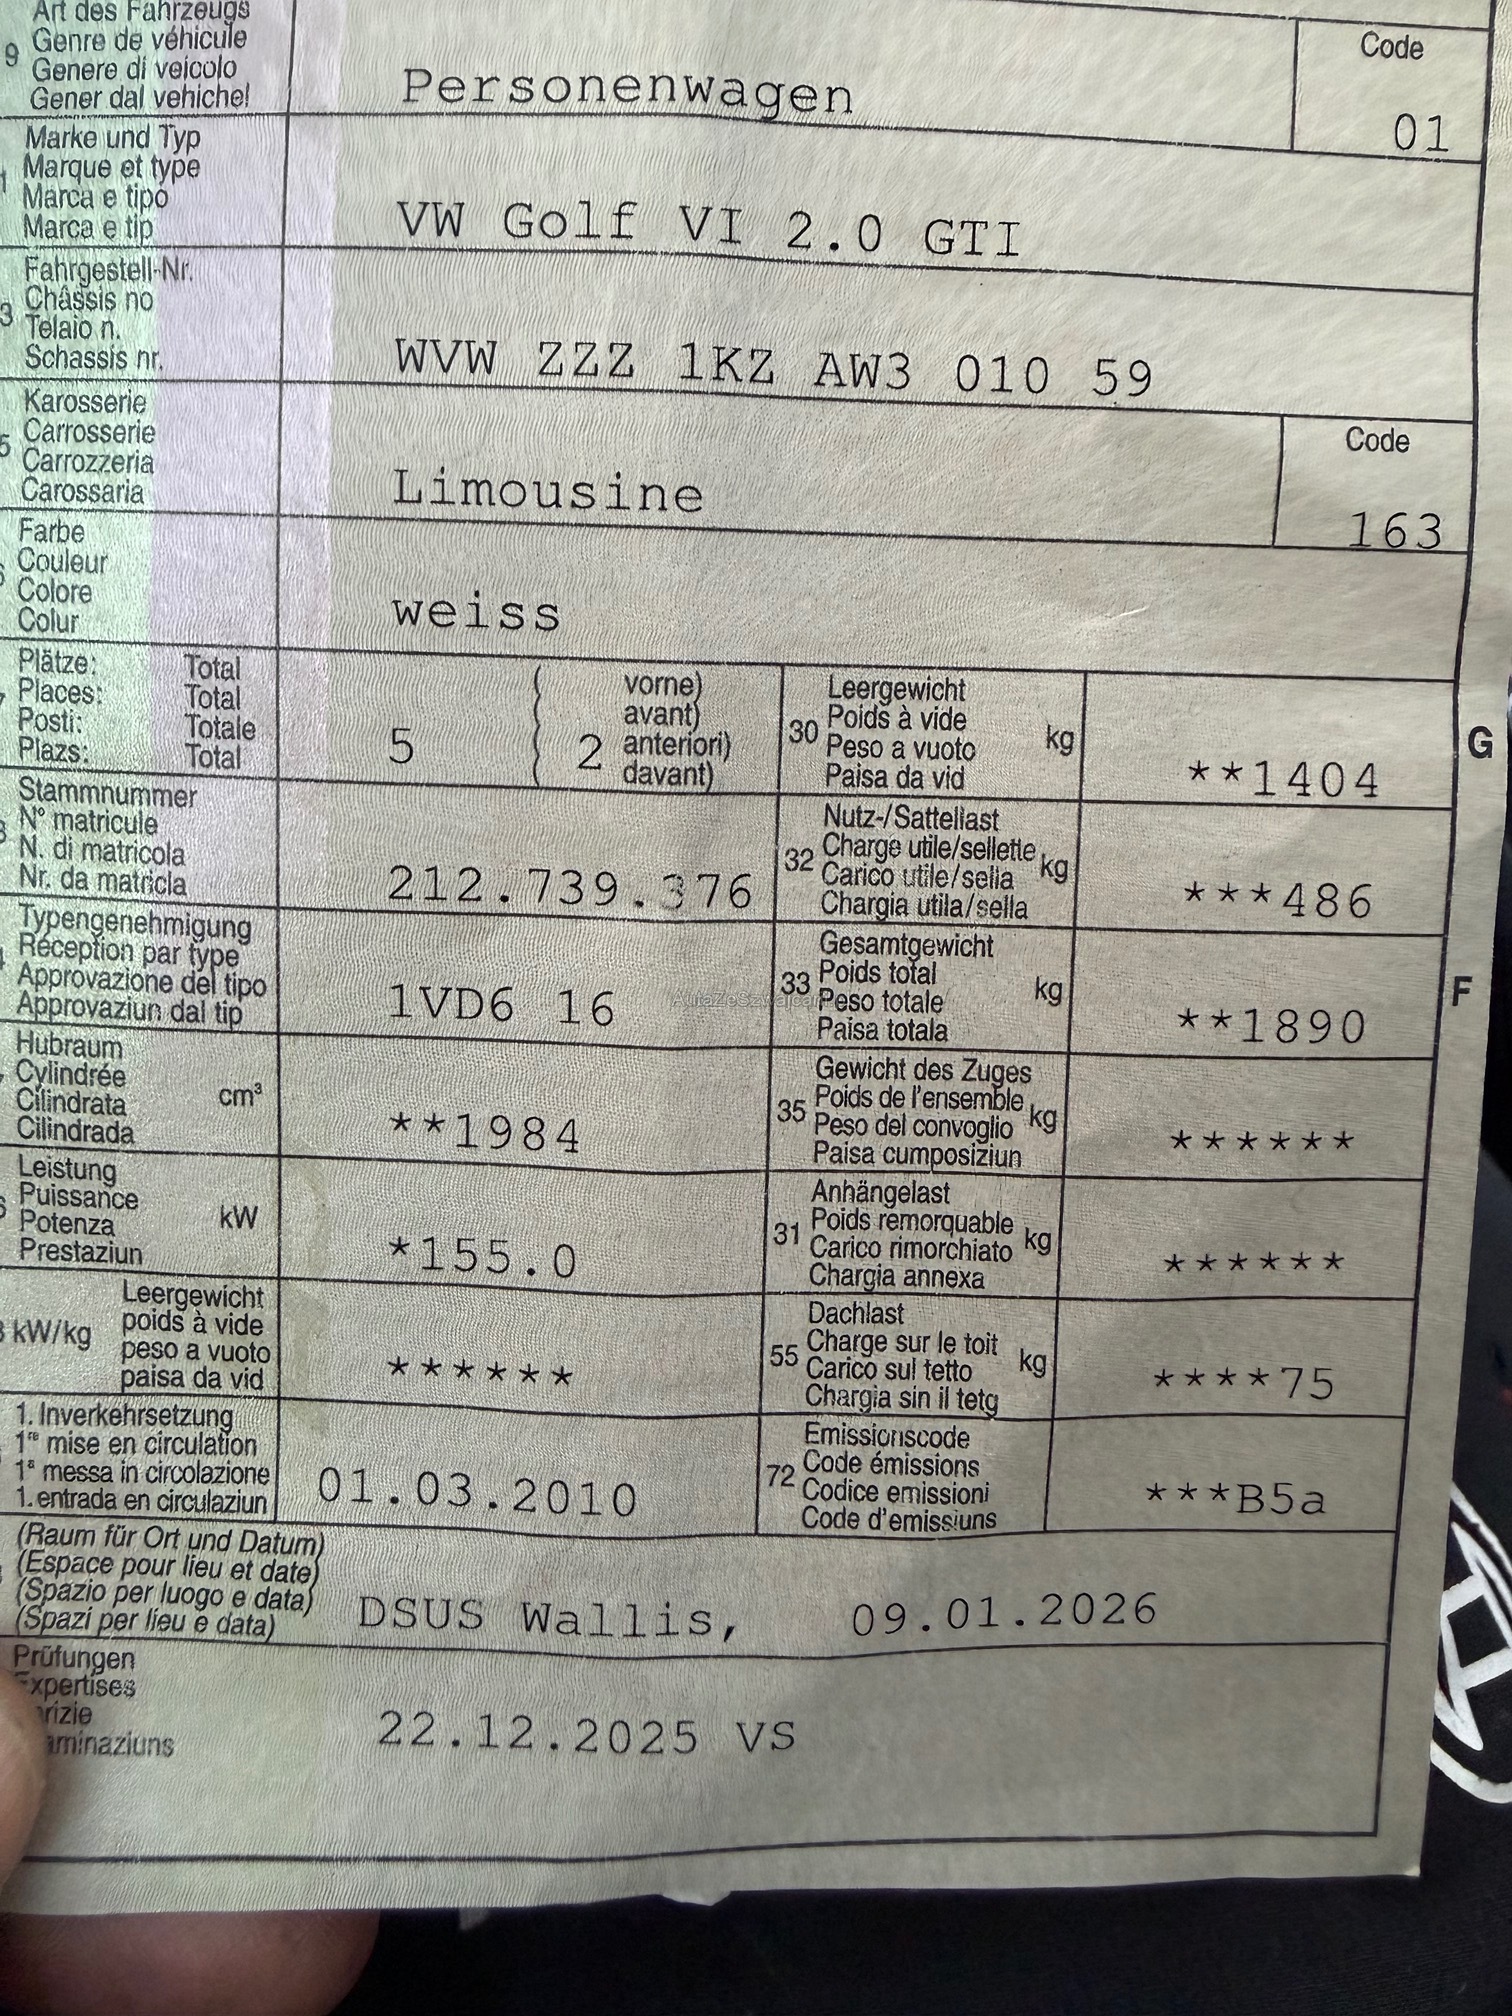 Art des Fahrzeugs
9 Genre de véhicule
Genere di veicolo
Gener dal vehichel
Personenwagen
Code
01
Marke und Typ
Marque et type
Marca e tipo
Marca e tip
VW Golf VI 2.0 GTI
Fahrgestell-Nr.
Châssis no
Telaio n.
Schassis nr.
WVW ZZZ 1KZ AW3 010 59
Karosserie
Carrosserie
Carrozzeria
Carossaria
Limousine
Code
163
Farbe
Couleur
Colore
Colur
weiss
Plätze: Total
Places: Total
Posti: Totale
Plazs: Total
5
2
vorne)
avant)
anteriori)
davant)
30
Leergewicht
Poids à vide
Peso a vuoto
Paisa da vid
kg
**1404
G
Stammnummer
N° matricule
N. di matricola
Nr. da matricla
212.739.376
32
Nutz-/Sattellast
Charge utile/sellette
Carico utile/sella
Chargia utila/sella
kg
***486
Typengenehmigung
Réception par type
Approvazione del tipo
Approvaziun dal tip
1VD6 16
33
Gesamtgewicht
Poids total
Peso totale
Paisa totala
kg
**1890
F
Hubraum
Cylindrée
Cilindrata
Cilindrada
cm³
**1984
35
Gewicht des Zuges
Poids de l'ensemble
Peso del convoglio
Paisa cumposiziun
kg
******
Leistung
Puissance
Potenza
Prestaziun
kW
*155.0
31
Anhängelast
Poids remorquable
Carico rimorchiato
Chargia annexa
kg
******
kW/kg
Leergewicht
poids à vide
peso a vuoto
paisa da vid
******
55
Dachlast
Charge sur le toit
Carico sul tetto
Chargia sin il tetg
kg
****75
1. Inverkehrsetzung
1re mise en circulation
1a messa in circolazione
1. entrada en circulaziun
01.03.2010
72
Emissionscode
Code émissions
Codice emissioni
Code d'emissiuns
***B5a
(Raum für Ort und Datum)
(Espace pour lieu et date)
(Spazio per luogo e data)
(Spazi per lieu e data)
DSUS Wallis, 09.01.2026
Prüfungen
Expertises
22.12.2025 VS